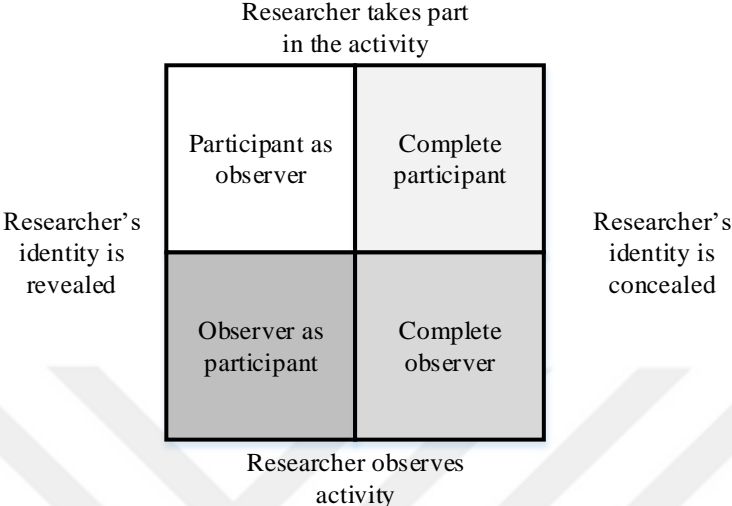 Researcher takes part
in the activity
Participant as
observer
Complete
participant
Researcher’s
identity is
revealed
Researcher’s
identity is
concealed
Observer as
participant
Complete
observer
Researcher observes
activity